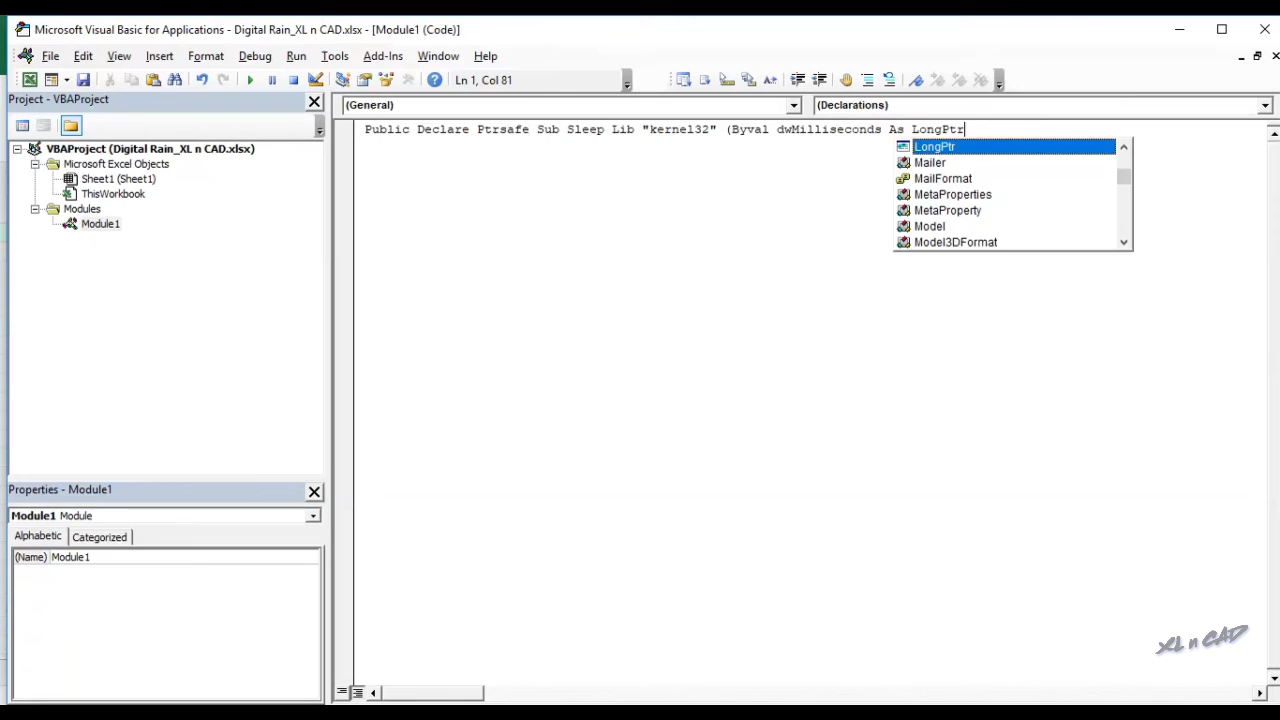 Microsoft Visual Basic for Applications - Digital Rain_XL n CAD.xlsx - [Module1 (Code)]
File Edit View Insert Format Debug Run Tools Add-Ins Window Help
Ln 1, Col 81
Project - VBAProject
(General) (Declarations)
Public Declare Ptrsafe Sub Sleep Lib "kernel32" (Byval dwMilliseconds As LongPtr
VBAProject (Digital Rain_XL n CAD.xlsx)
Microsoft Excel Objects
Sheet1 (Sheet1)
ThisWorkbook
Modules
Module1
LongPtr
Mailer
MailFormat
MetaProperties
MetaProperty
Model
Model3DFormat
Properties - Module1
Module1 Module
Alphabetic Categorized
(Name) Module1
XL n CAD